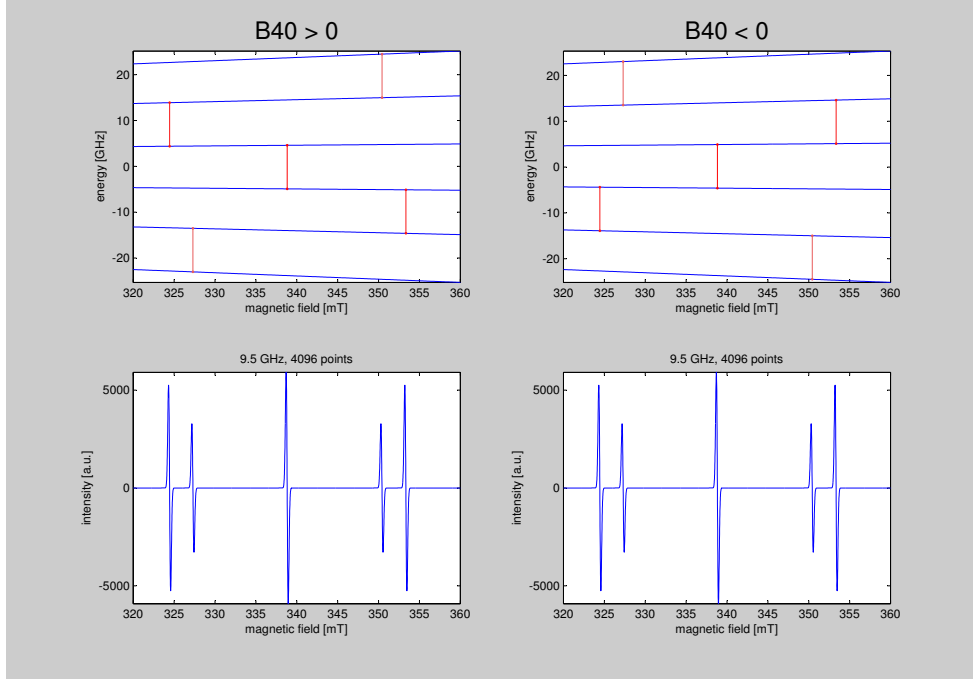 B40 > 0
B40 < 0
energy [GHz]
20
10
0
-10
-20
320 325 330 335 340 345 350 355 360
magnetic field [mT]
energy [GHz]
20
10
0
-10
-20
320 325 330 335 340 345 350 355 360
magnetic field [mT]
9.5 GHz, 4096 points
intensity [a.u.]
5000
0
-5000
320 325 330 335 340 345 350 355 360
magnetic field [mT]
9.5 GHz, 4096 points
intensity [a.u.]
5000
0
-5000
320 325 330 335 340 345 350 355 360
magnetic field [mT]